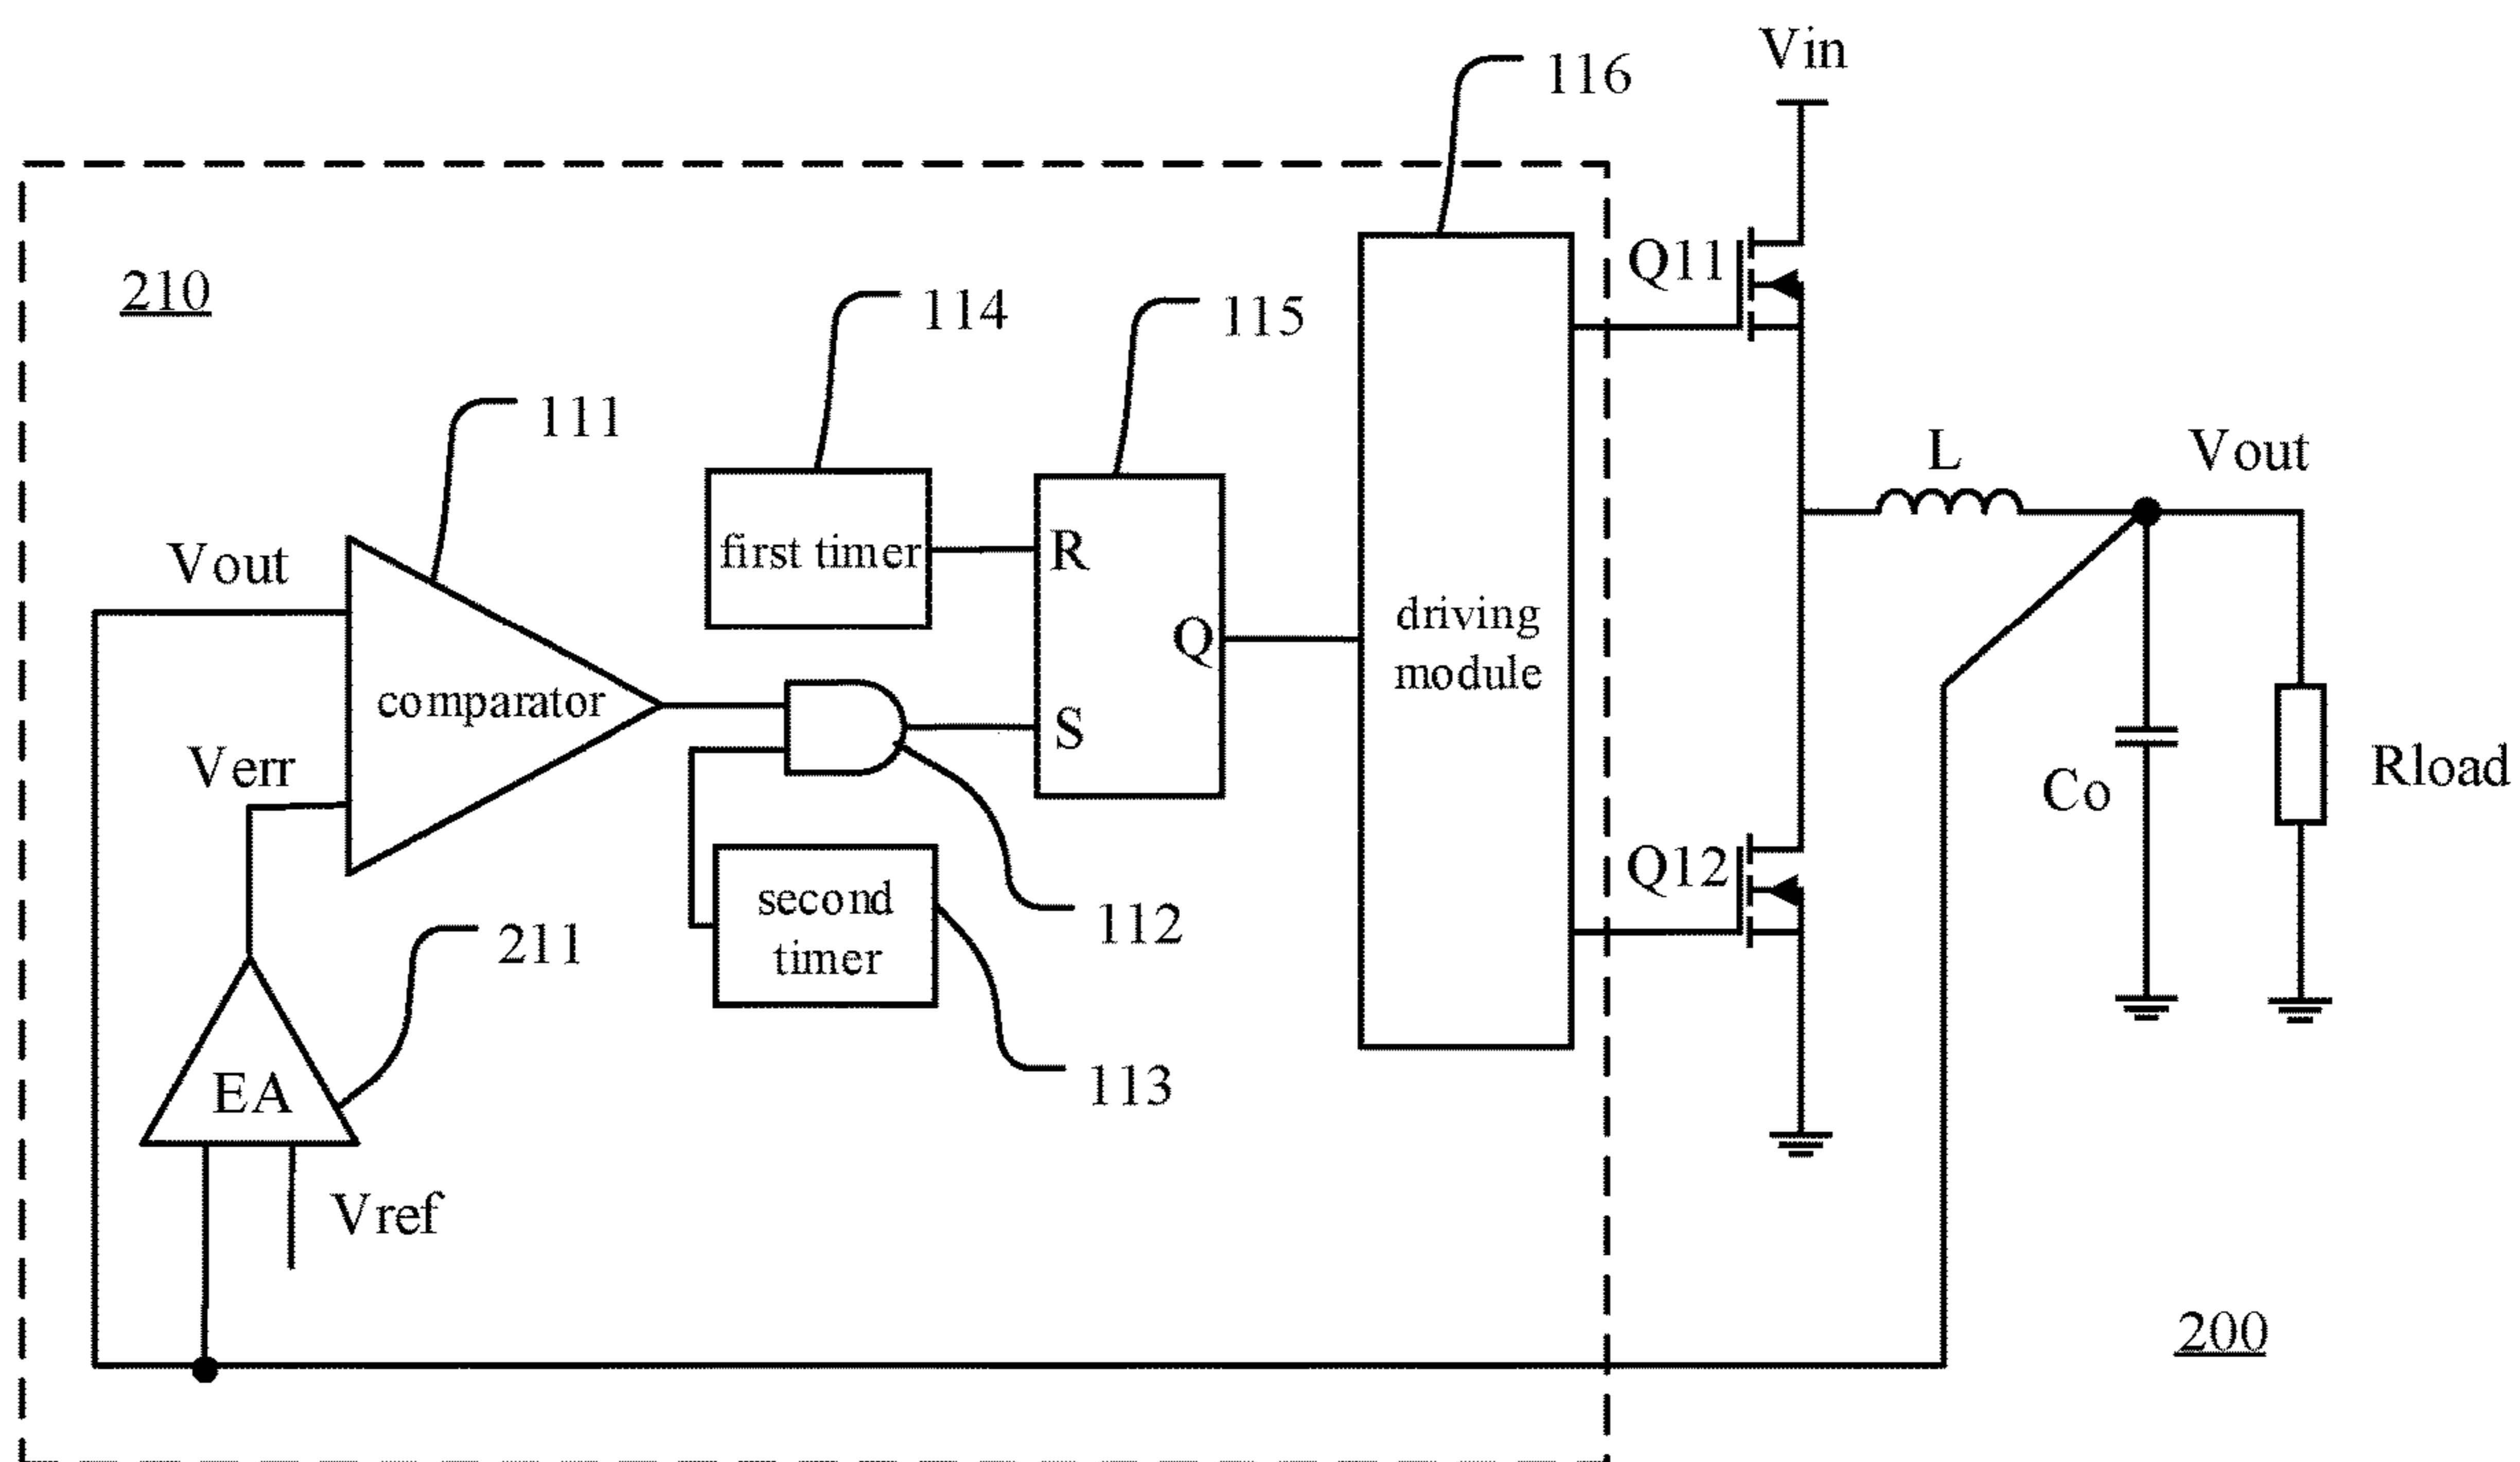 Vin
116
Q11
210
114
115
111
L
Vout
first timer
R
Vout
driving
module
Q
comparator
S
Verr
Co
Rload
Q12
second
timer
112
211
113
EA
Vref
200